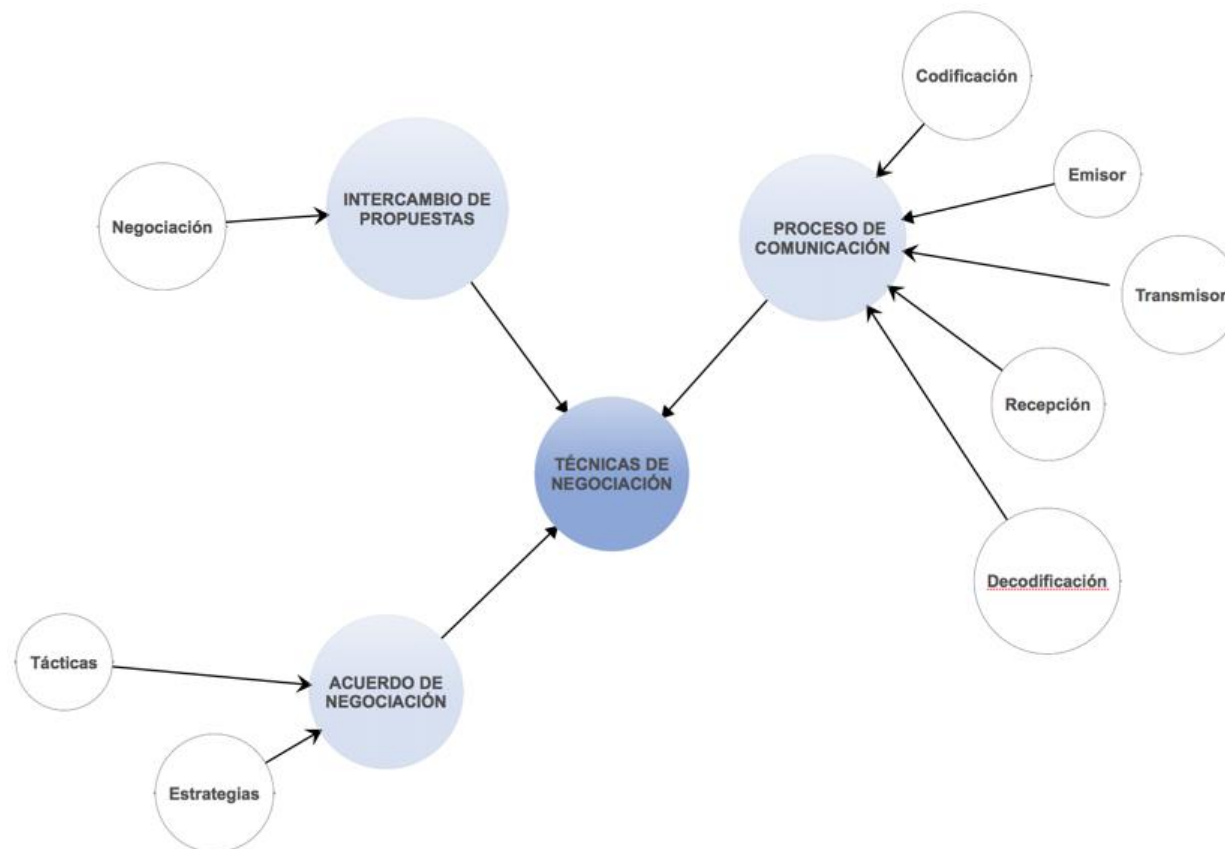 Codificación
Emisor
Negociación
INTERCAMBIO DE
PROPUESTAS
PROCESO DE
COMUNICACIÓN
Transmisor
Recepción
TÉCNICAS DE
NEGOCIACIÓN
Decodificación
Tácticas
ACUERDO DE
NEGOCIACIÓN
Estrategias